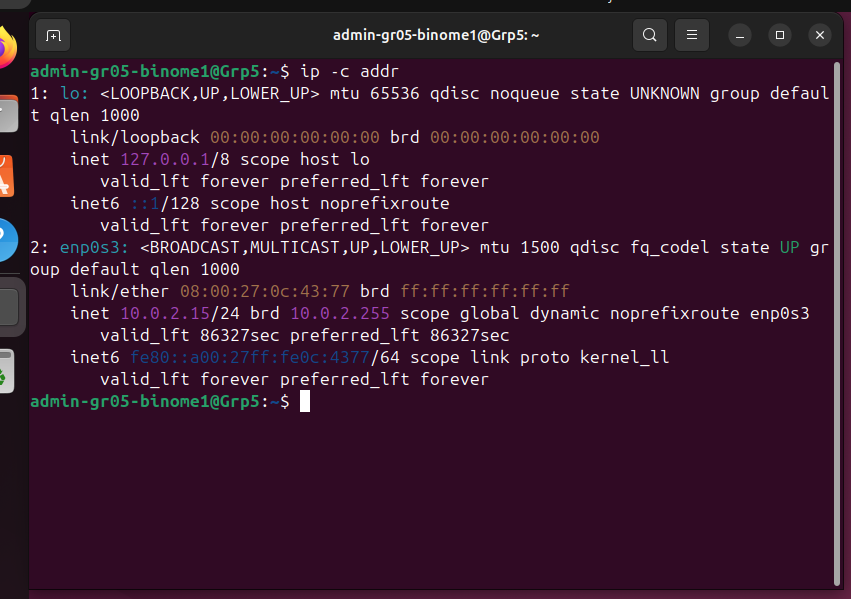 admin-gr05-binome1@Grp5: ~
admin-gr05-binome1@Grp5:~$ ip -c addr
1: lo: <LOOPBACK,UP,LOWER_UP> mtu 65536 qdisc noqueue state UNKNOWN group defaul
t qlen 1000
    link/loopback 00:00:00:00:00:00 brd 00:00:00:00:00:00
    inet 127.0.0.1/8 scope host lo
       valid_lft forever preferred_lft forever
    inet6 ::1/128 scope host noprefixroute
       valid_lft forever preferred_lft forever
2: enp0s3: <BROADCAST,MULTICAST,UP,LOWER_UP> mtu 1500 qdisc fq_codel state UP gr
oup default qlen 1000
    link/ether 08:00:27:0c:43:77 brd ff:ff:ff:ff:ff:ff
    inet 10.0.2.15/24 brd 10.0.2.255 scope global dynamic noprefixroute enp0s3
       valid_lft 86327sec preferred_lft 86327sec
    inet6 fe80::a00:27ff:fe0c:4377/64 scope link proto kernel_ll
       valid_lft forever preferred_lft forever
admin-gr05-binome1@Grp5:~$